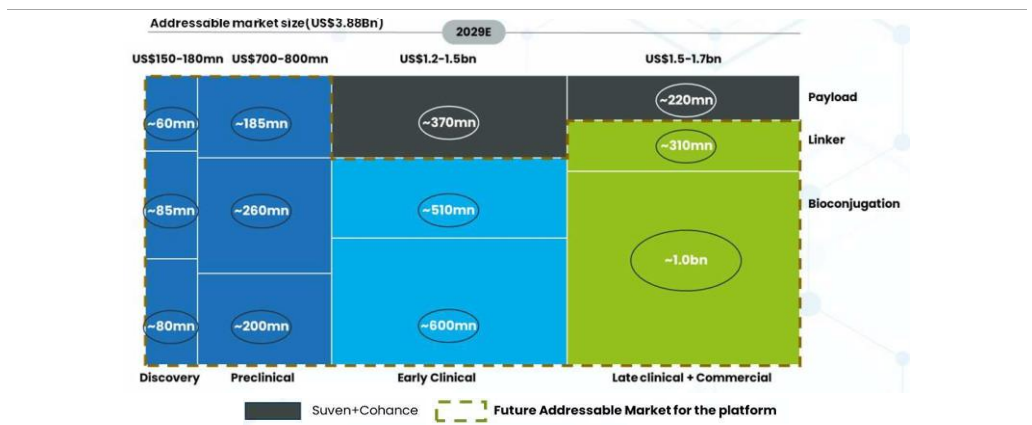 Addressable market size(US$3.88Bn)
2029E
US$150-180mn US$700-800mn US$1.2-1.5bn US$1.5-1.7bn
~60mn ~185mn ~370mn ~220mn Payload
~310mn Linker
~85mn ~260mn ~510mn Bioconjugation
~1.0bn
~80mn ~200mn ~600mn
Discovery Preclinical Early Clinical Late clinical + Commercial
Suven+Cohance Future Addressable Market for the platform